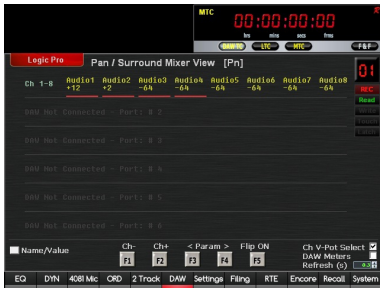 MTC
00:00:00:00
hrs mins secs frms
DAW TC LTC MTC F&F
Logic Pro Pan / Surround Mixer View [Pn]
01
Ch 1-8 Audio1 Audio2 Audio3 Audio4 Audio5 Audio6 Audio7 Audio8
+12 +2 -64 -64 -64 -64 -64 -64
REC
Read
DAW Not Connected - Port: # 2
DAW Not Connected - Port: # 3
DAW Not Connected - Port: # 4
DAW Not Connected - Port: # 5
DAW Not Connected - Port: # 6
Name/Value
Ch- Ch+ < Param > Flip ON
F1 F2 F3 F4 F5
Ch V-Pot Select
DAW Meters
Refresh (s) 0.3
EQ DYN 4081 Mic ORD 2 Track DAW Settings Filing RTE Encore Recall System